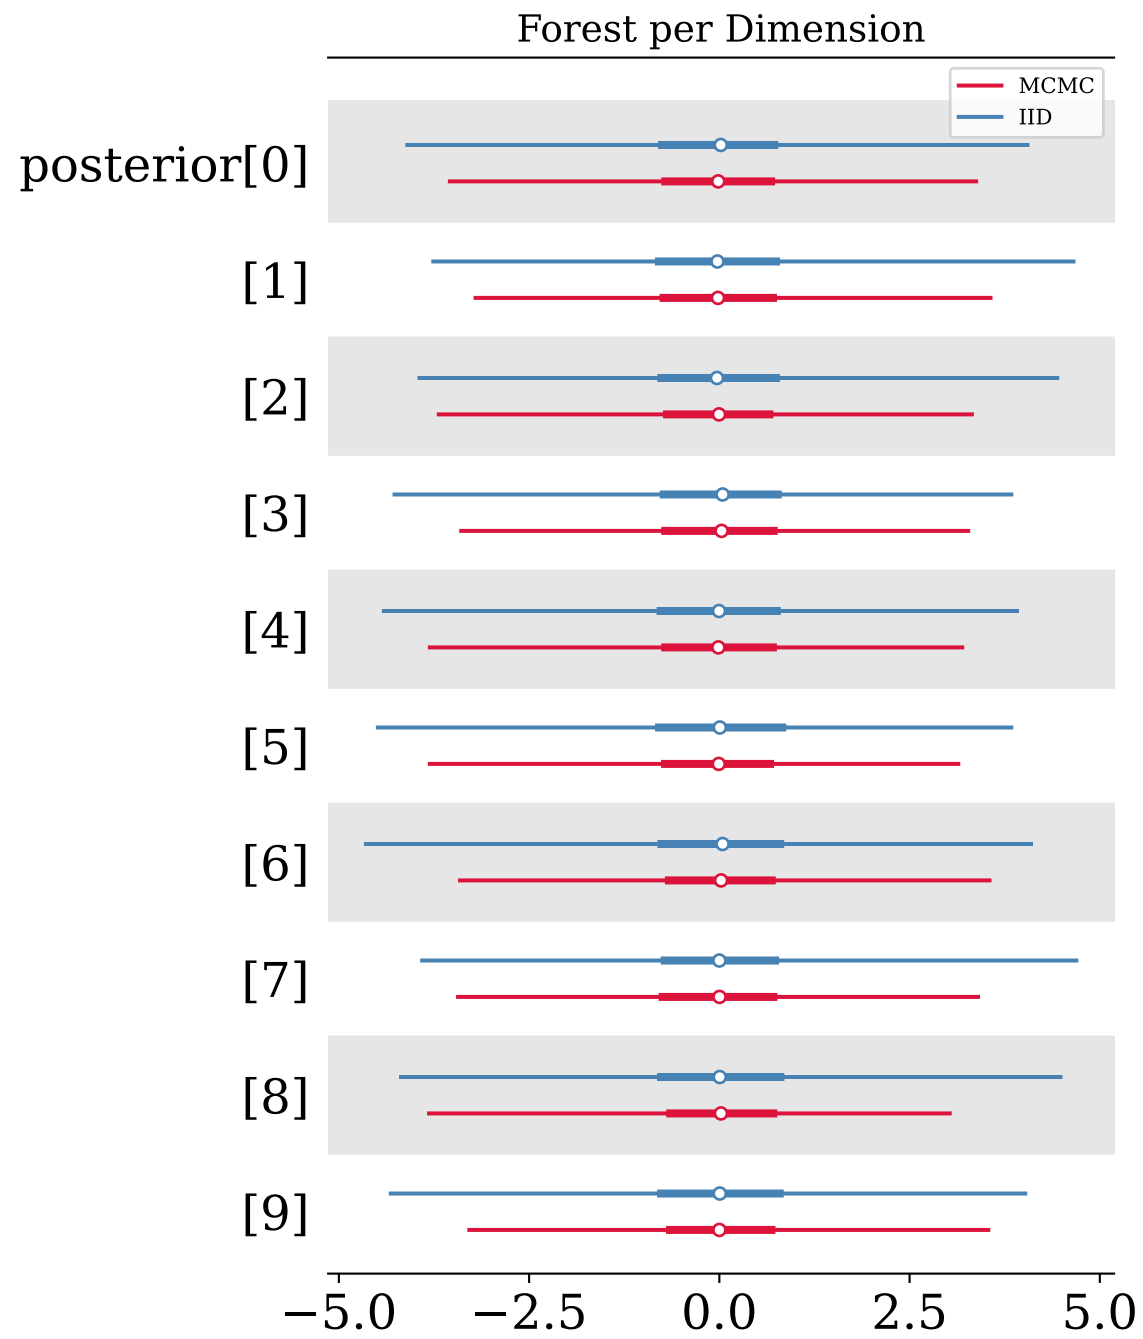 Forest per Dimension
MCMC
IID
posterior[0]
[1]
[2]
[3]
[4]
[5]
[6]
[7]
[8]
[9]
−5.0 −2.5 0.0 2.5 5.0